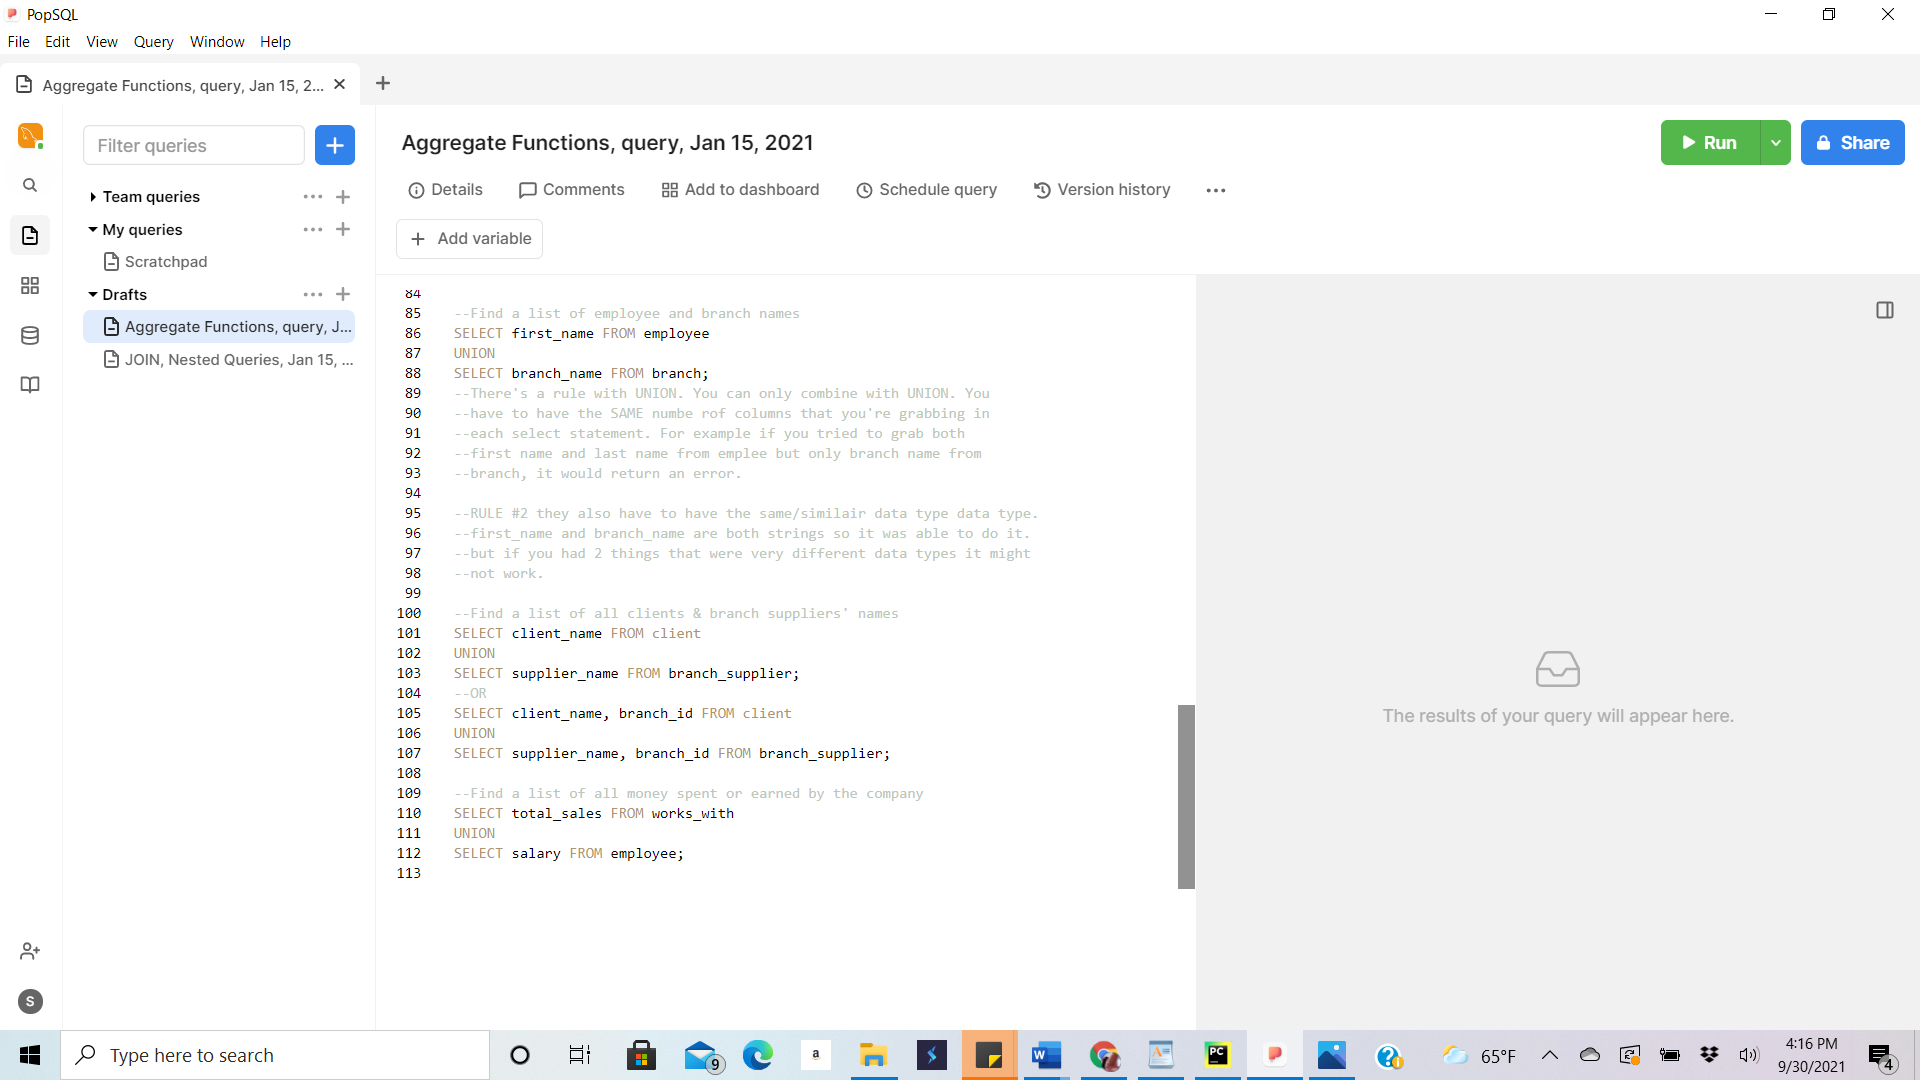 PopSQL
File Edit View Query Window Help
Aggregate Functions, query, Jan 15, 2...
Filter queries
Team queries
My queries
Scratchpad
Drafts
Aggregate Functions, query, J...
JOIN, Nested Queries, Jan 15, ...
S
Aggregate Functions, query, Jan 15, 2021
Run
Share
Details Comments Add to dashboard Schedule query Version history
Add variable
84
85 --Find a list of employee and branch names
86 SELECT first_name FROM employee
87 UNION
88 SELECT branch_name FROM branch;
89 --There's a rule with UNION. You can only combine with UNION. You
90 --have to have the SAME numbe rof columns that you're grabbing in
91 --each select statement. For example if you tried to grab both
92 --first name and last name from emplee but only branch name from
93 --branch, it would return an error.
94
95 --RULE #2 they also have to have the same/similair data type data type.
96 --first_name and branch_name are both strings so it was able to do it.
97 --but if you had 2 things that were very different data types it might
98 --not work.
99
100 --Find a list of all clients & branch suppliers' names
101 SELECT client_name FROM client
102 UNION
103 SELECT supplier_name FROM branch_supplier;
104 --OR
105 SELECT client_name, branch_id FROM client
106 UNION
107 SELECT supplier_name, branch_id FROM branch_supplier;
108
109 --Find a list of all money spent or earned by the company
110 SELECT total_sales FROM works_with
111 UNION
112 SELECT salary FROM employee;
113
The results of your query will appear here.
Type here to search
9
a
W
PC
65°F
4:16 PM
9/30/2021
4